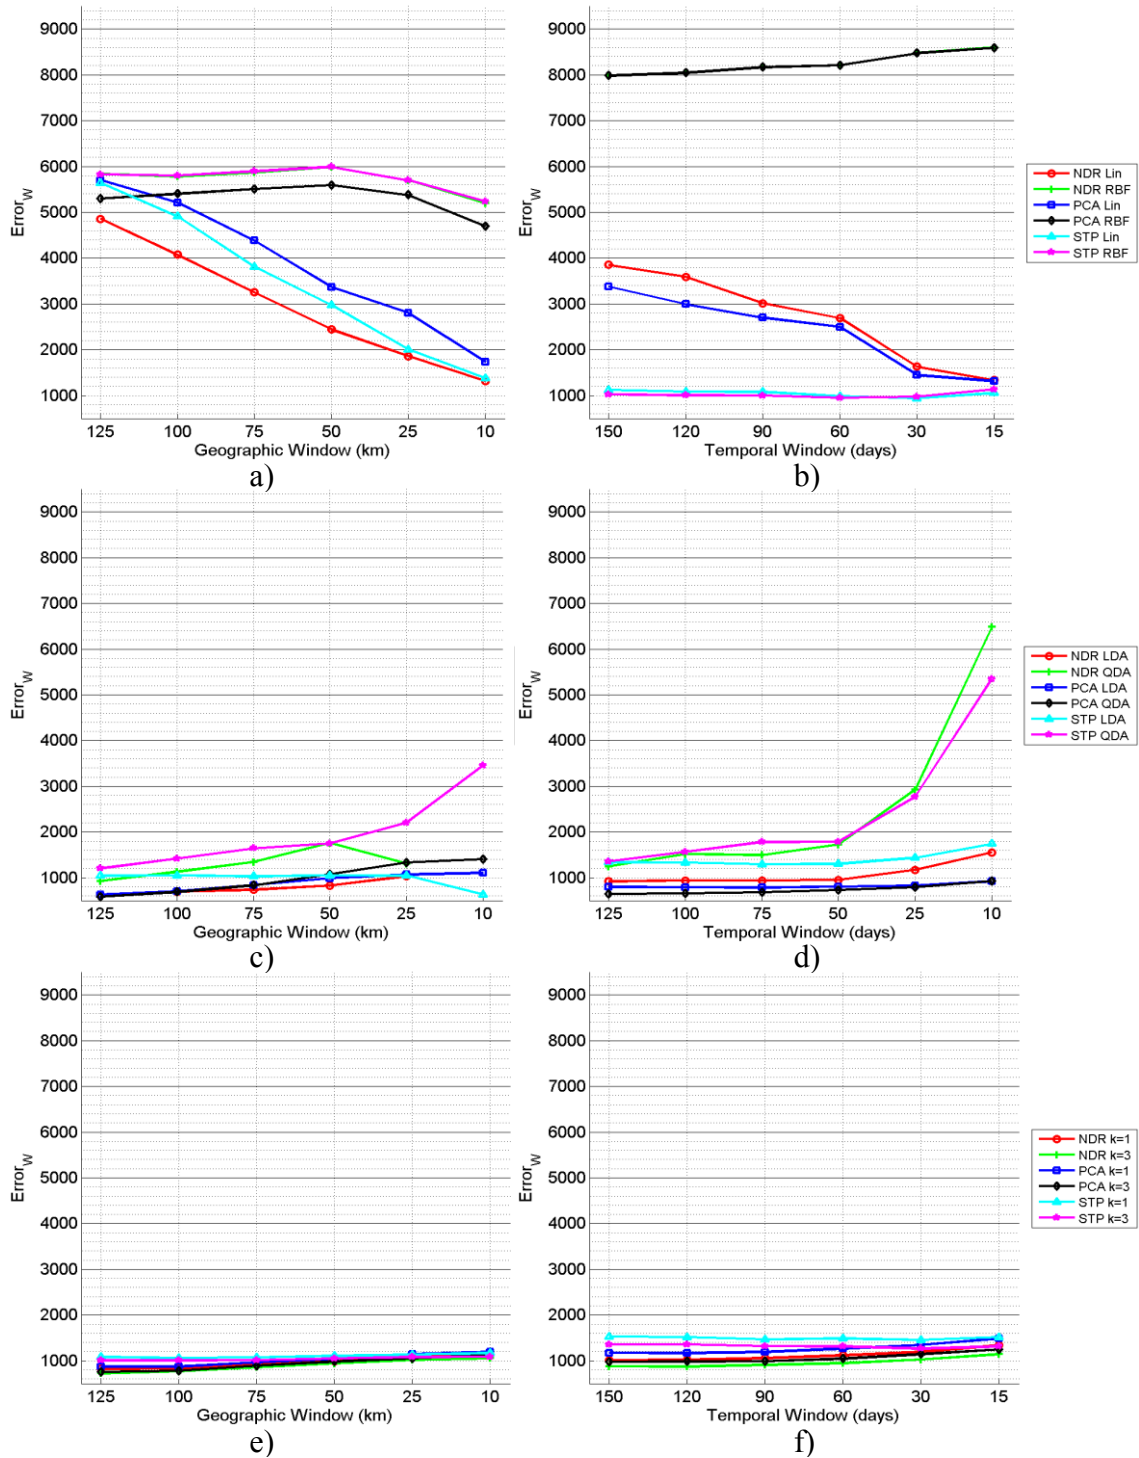 9000
8000
7000
6000
5000
4000
3000
2000
1000
Error_W
125 100 75 50 25 10
Geographic Window (km)
a)
9000
8000
7000
6000
5000
4000
3000
2000
1000
Error_W
150 120 90 60 30 15
Temporal Window (days)
b)
NDR Lin
NDR RBF
PCA Lin
PCA RBF
STP Lin
STP RBF
9000
8000
7000
6000
5000
4000
3000
2000
1000
Error_W
125 100 75 50 25 10
Geographic Window (km)
c)
9000
8000
7000
6000
5000
4000
3000
2000
1000
Error_W
125 100 75 50 25 10
Temporal Window (days)
d)
NDR LDA
NDR QDA
PCA LDA
PCA QDA
STP LDA
STP QDA
9000
8000
7000
6000
5000
4000
3000
2000
1000
Error_W
125 100 75 50 25 10
Geographic Window (km)
e)
9000
8000
7000
6000
5000
4000
3000
2000
1000
Error_W
150 120 90 60 30 15
Temporal Window (days)
f)
NDR k=1
NDR k=3
PCA k=1
PCA k=3
STP k=1
STP k=3